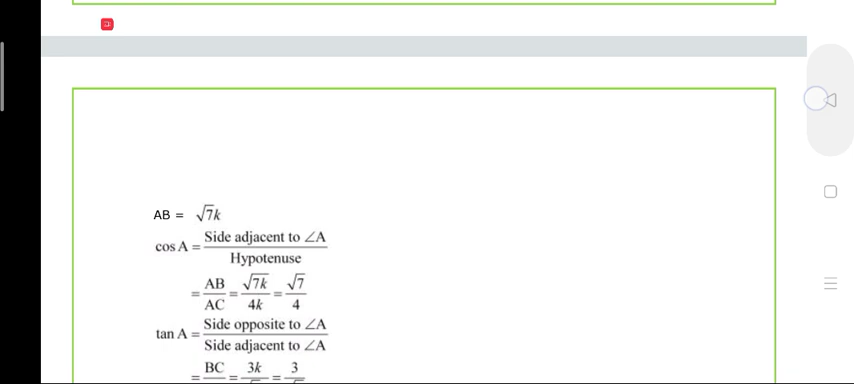 AB = √7k
cos A = Side adjacent to ∠A / Hypotenuse
= AB / AC = √7k / 4k = √7 / 4
tan A = Side opposite to ∠A / Side adjacent to ∠A
= BC = 3k = 3